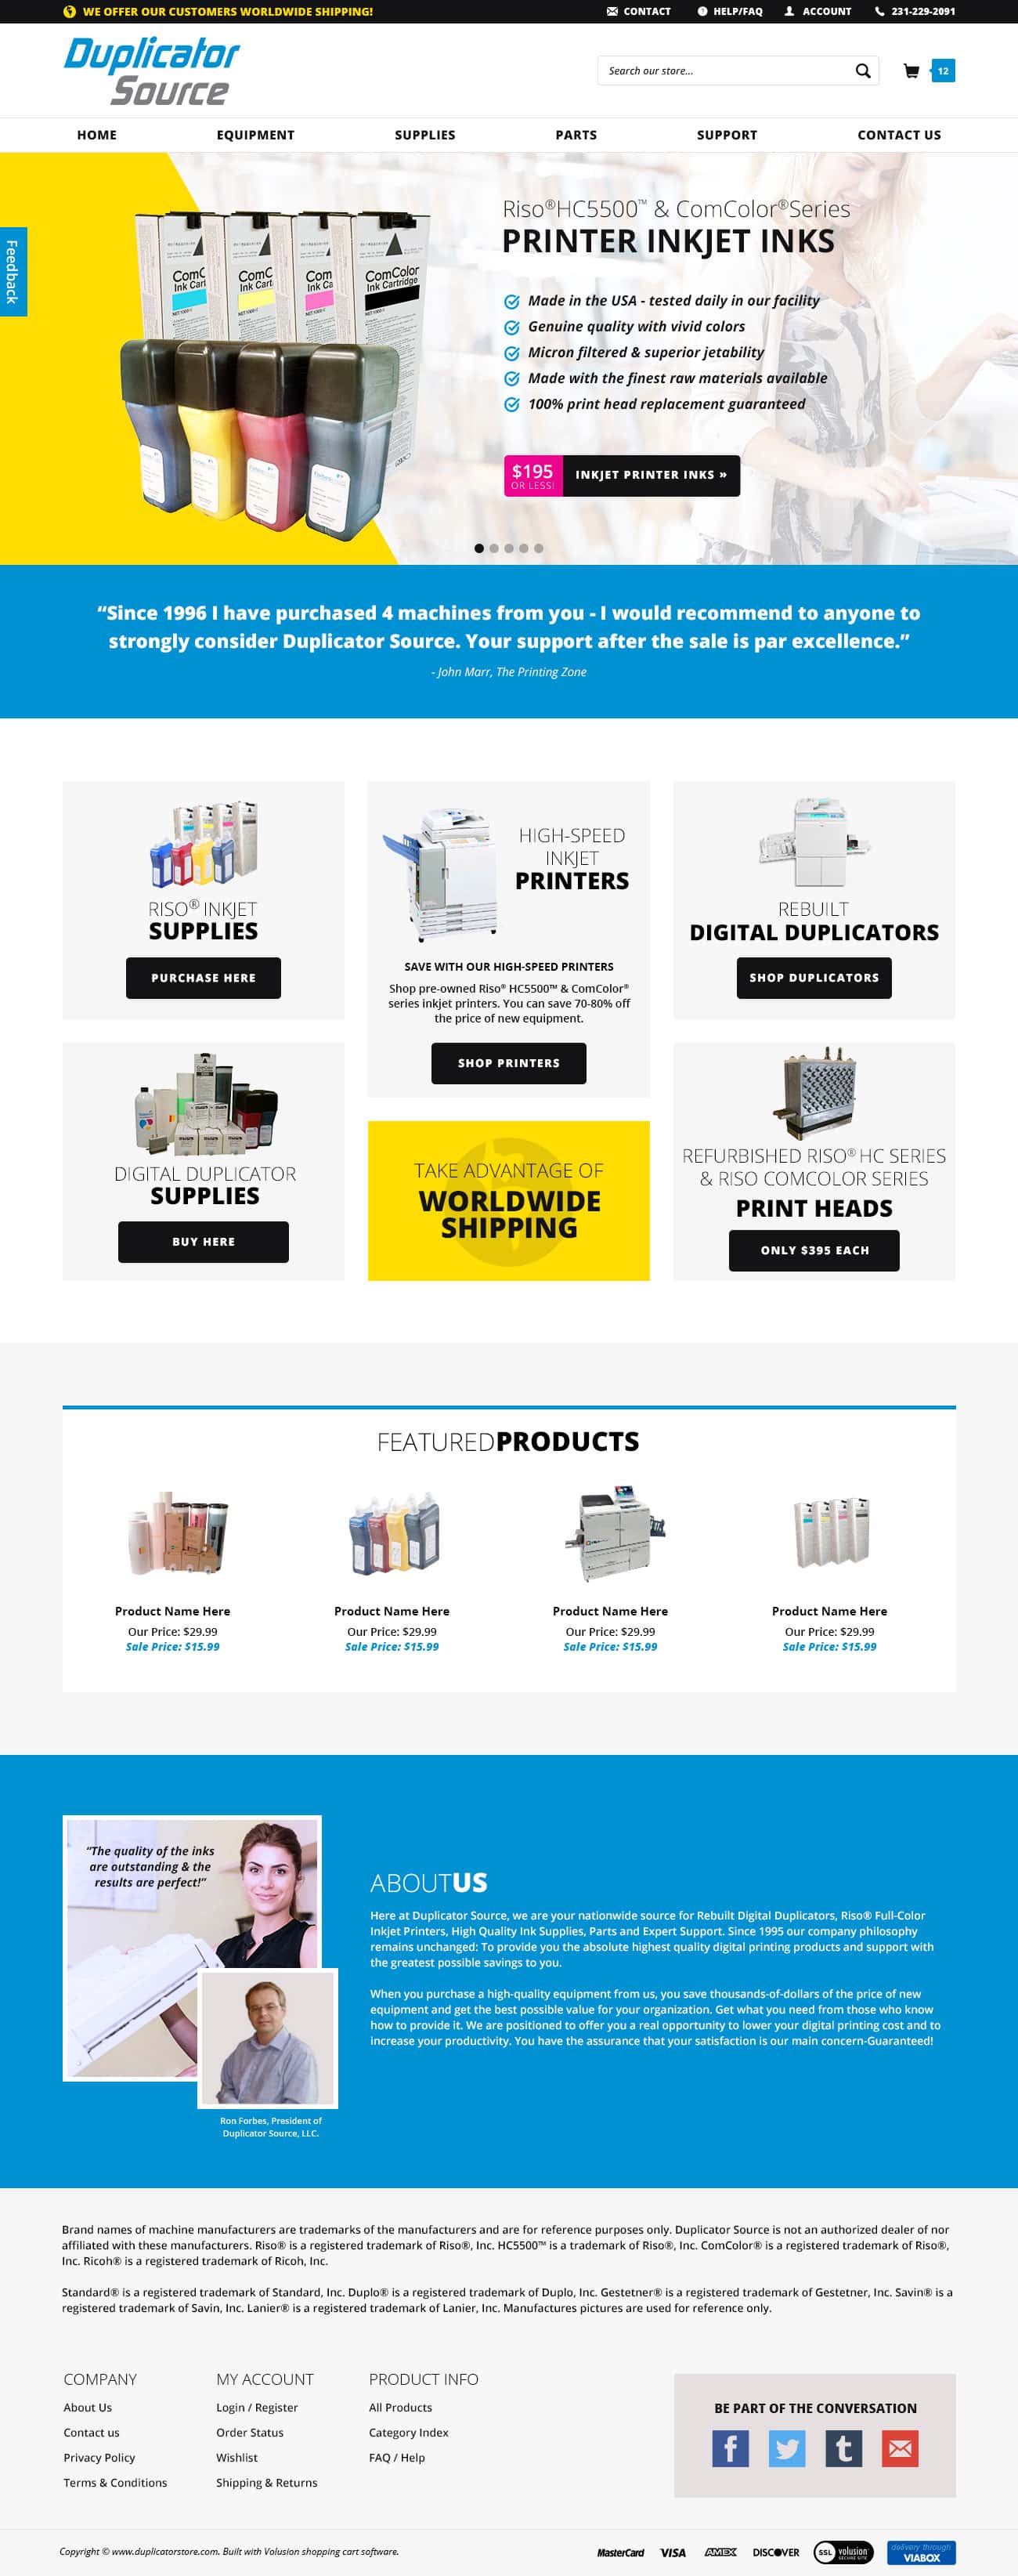 WE OFFER OUR CUSTOMERS WORLDWIDE SHIPPING!
CONTACT
HELP/FAQ
ACCOUNT
231-229-2091
Duplicator
Source
Search our store...
12
HOME
EQUIPMENT
SUPPLIES
PARTS
SUPPORT
CONTACT US
Feedback
Riso®HC5500™ & ComColor®Series
PRINTER INKJET INKS
ComColor
Ink Cartridge
Made in the USA - tested daily in our facility
Genuine quality with vivid colors
Micron filtered & superior jetability
Made with the finest raw materials available
100% print head replacement guaranteed
$195
OR LESS!
INKJET PRINTER INKS »
“Since 1996 I have purchased 4 machines from you - I would recommend to anyone to
strongly consider Duplicator Source. Your support after the sale is par excellence.”
- John Marr, The Printing Zone
RISO® INKJET
SUPPLIES
PURCHASE HERE
HIGH-SPEED
INKJET
PRINTERS
SAVE WITH OUR HIGH-SPEED PRINTERS
Shop pre-owned Riso® HC5500™ & ComColor®
series inkjet printers. You can save 70-80% off
the price of new equipment.
SHOP PRINTERS
REBUILT
DIGITAL DUPLICATORS
SHOP DUPLICATORS
DIGITAL DUPLICATOR
SUPPLIES
BUY HERE
TAKE ADVANTAGE OF
WORLDWIDE
SHIPPING
REFURBISHED RISO® HC SERIES
& RISO COMCOLOR SERIES
PRINT HEADS
ONLY $395 EACH
FEATUREDPRODUCTS
Product Name Here
Our Price: $29.99
Sale Price: $15.99
Product Name Here
Our Price: $29.99
Sale Price: $15.99
Product Name Here
Our Price: $29.99
Sale Price: $15.99
Product Name Here
Our Price: $29.99
Sale Price: $15.99
“The quality of the inks
are outstanding & the
results are perfect!”
Ron Forbes, President of
Duplicator Source, LLC.
ABOUTUS
Here at Duplicator Source, we are your nationwide source for Rebuilt Digital Duplicators, Riso® Full-Color
Inkjet Printers, High Quality Ink Supplies, Parts and Expert Support. Since 1995 our company philosophy
remains unchanged: To provide you the absolute highest quality digital printing products and support with
the greatest possible savings to you.
When you purchase a high-quality equipment from us, you save thousands-of-dollars of the price of new
equipment and get the best possible value for your organization. Get what you need from those who know
how to provide it. We are positioned to offer you a real opportunity to lower your digital printing cost and to
increase your productivity. You have the assurance that your satisfaction is our main concern-Guaranteed!
Brand names of machine manufacturers are trademarks of the manufacturers and are for reference purposes only. Duplicator Source is not an authorized dealer of nor
affiliated with these manufacturers. Riso® is a registered trademark of Riso®, Inc. HC5500™ is a trademark of Riso®, Inc. ComColor® is a registered trademark of Riso®,
Inc. Ricoh® is a registered trademark of Ricoh, Inc.
Standard® is a registered trademark of Standard, Inc. Duplo® is a registered trademark of Duplo, Inc. Gestetner® is a registered trademark of Gestetner, Inc. Savin® is a
registered trademark of Savin, Inc. Lanier® is a registered trademark of Lanier, Inc. Manufactures pictures are used for reference only.
COMPANY
About Us
Contact us
Privacy Policy
Terms & Conditions
MY ACCOUNT
Login / Register
Order Status
Wishlist
Shipping & Returns
PRODUCT INFO
All Products
Category Index
FAQ / Help
BE PART OF THE CONVERSATION
Copyright © www.duplicatorstore.com. Built with Volusion shopping cart software.
MasterCard
VISA
AMEX
DISCOVER
SSL
volusion
SECURE SITE
delivery through
VIABOX